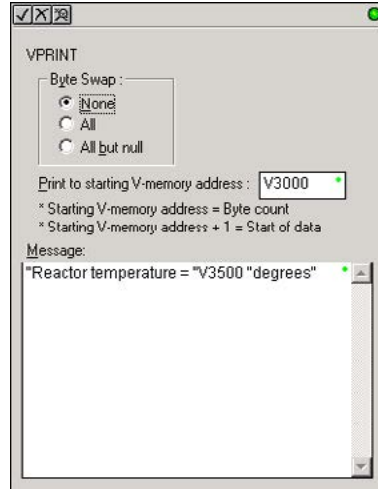 VPRINT
Byte Swap :
None
All
All but null
Print to starting V-memory address : V3000
* Starting V-memory address = Byte count
* Starting V-memory address + 1 = Start of data
Message:
"Reactor temperature = "V3500 "degrees"